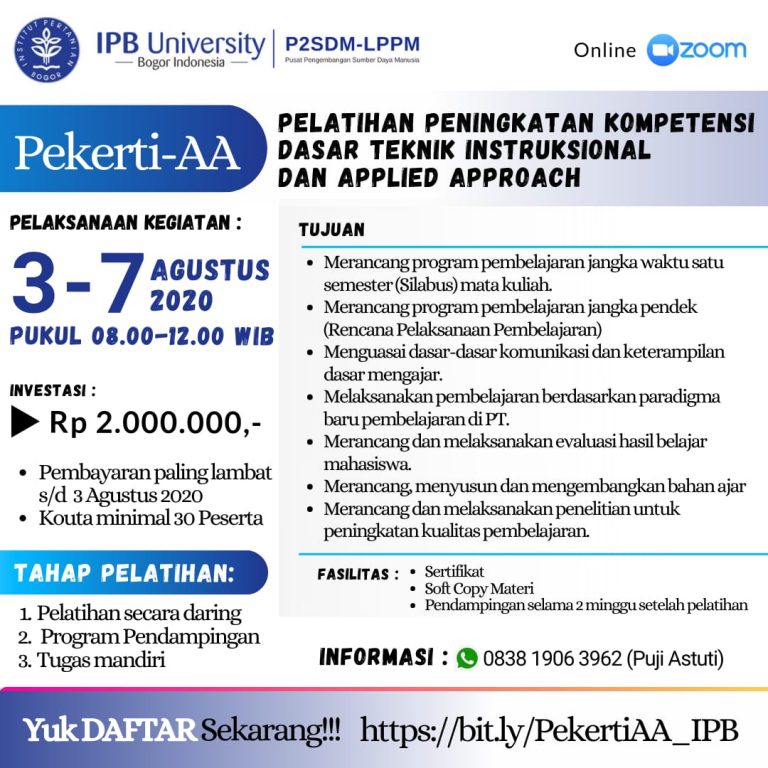 INSTITUT PERTANIAN
BOGOR
IPB University
Bogor Indonesia
P2SDM-LPPM
Pusat Pengembangan Sumber Daya Manusia
Online zoom
Pekerti-AA
PELATIHAN PENINGKATAN KOMPETENSI
DASAR TEKNIK INSTRUKSIONAL
DAN APPLIED APPROACH
PELAKSANAAN KEGIATAN :
3-7 AGUSTUS
2020
PUKUL 08.00-12.00 WIB
INVESTASI :
Rp 2.000.000,-
• Pembayaran paling lambat
s/d 3 Agustus 2020
• Kouta minimal 30 Peserta
TAHAP PELATIHAN:
1. Pelatihan secara daring
2. Program Pendampingan
3. Tugas mandiri
TUJUAN
• Merancang program pembelajaran jangka waktu satu
semester (Silabus) mata kuliah.
• Merancang program pembelajaran jangka pendek
(Rencana Pelaksanaan Pembelajaran)
• Menguasai dasar-dasar komunikasi dan keterampilan
dasar mengajar.
• Melaksanakan pembelajaran berdasarkan paradigma
baru pembelajaran di PT.
• Merancang dan melaksanakan evaluasi hasil belajar
mahasiswa.
• Merancang, menyusun dan mengembangkan bahan ajar
• Merancang dan melaksanakan penelitian untuk
peningkatan kualitas pembelajaran.
FASILITAS : • Sertifikat
• Soft Copy Materi
• Pendampingan selama 2 minggu setelah pelatihan
INFORMASI : 0838 1906 3962 (Puji Astuti)
Yuk DAFTAR Sekarang!!! https://bit.ly/PekertiAA_IPB